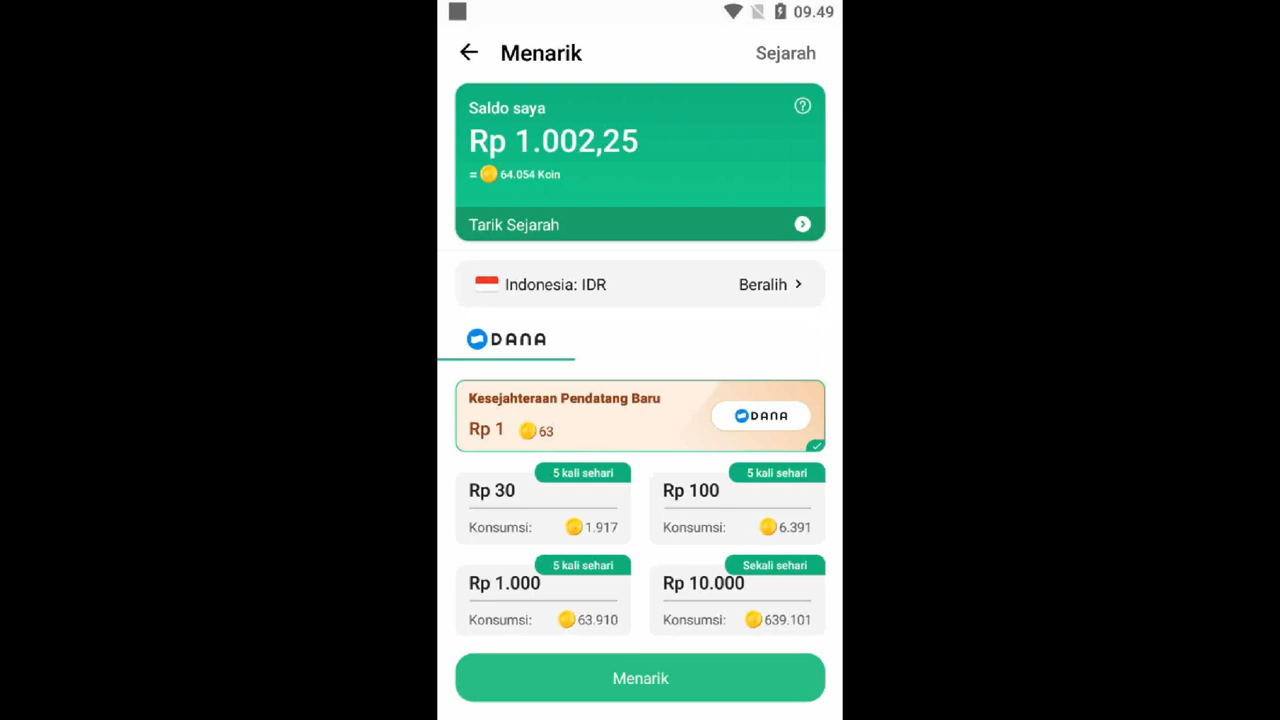 09.49
Menarik
Sejarah
Saldo saya
Rp 1.002,25
= 64.054 Koin
Tarik Sejarah
Indonesia: IDR
Beralih
DANA
Kesejahteraan Pendatang Baru
Rp 1
63
DANA
5 kali sehari
Rp 30
Konsumsi:
1.917
5 kali sehari
Rp 100
Konsumsi:
6.391
5 kali sehari
Rp 1.000
Konsumsi:
63.910
Sekali sehari
Rp 10.000
Konsumsi:
639.101
Menarik